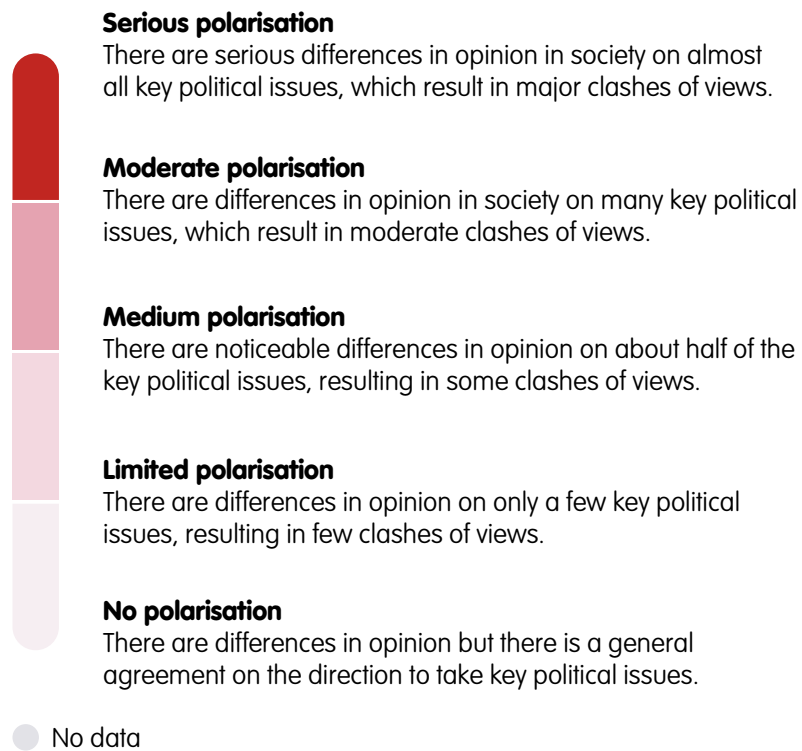 Serious polarisation
There are serious differences in opinion in society on almost
all key political issues, which result in major clashes of views.
Moderate polarisation
There are differences in opinion in society on many key political
issues, which result in moderate clashes of views.
Medium polarisation
There are noticeable differences in opinion on about half of the
key political issues, resulting in some clashes of views.
Limited polarisation
There are differences in opinion on only a few key political
issues, resulting in few clashes of views.
No polarisation
There are differences in opinion but there is a general
agreement on the direction to take key political issues.
No data